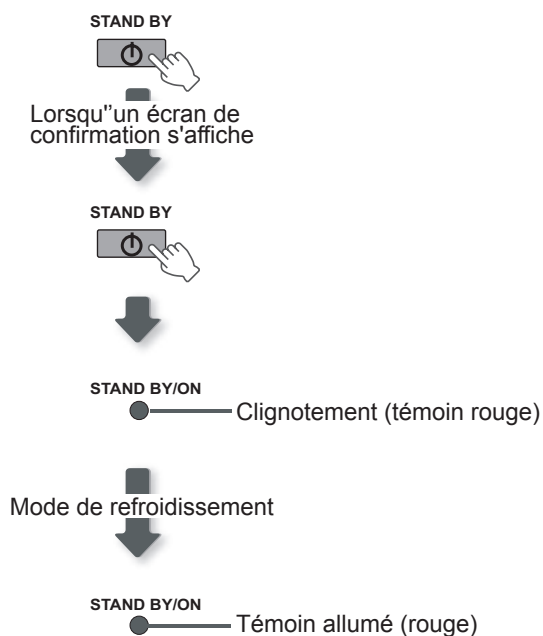 STAND BY
Lorsqu'’un écran de
confirmation s'affiche
STAND BY
STAND BY/ON
Clignotement (témoin rouge)
Mode de refroidissement
STAND BY/ON
Témoin allumé (rouge)